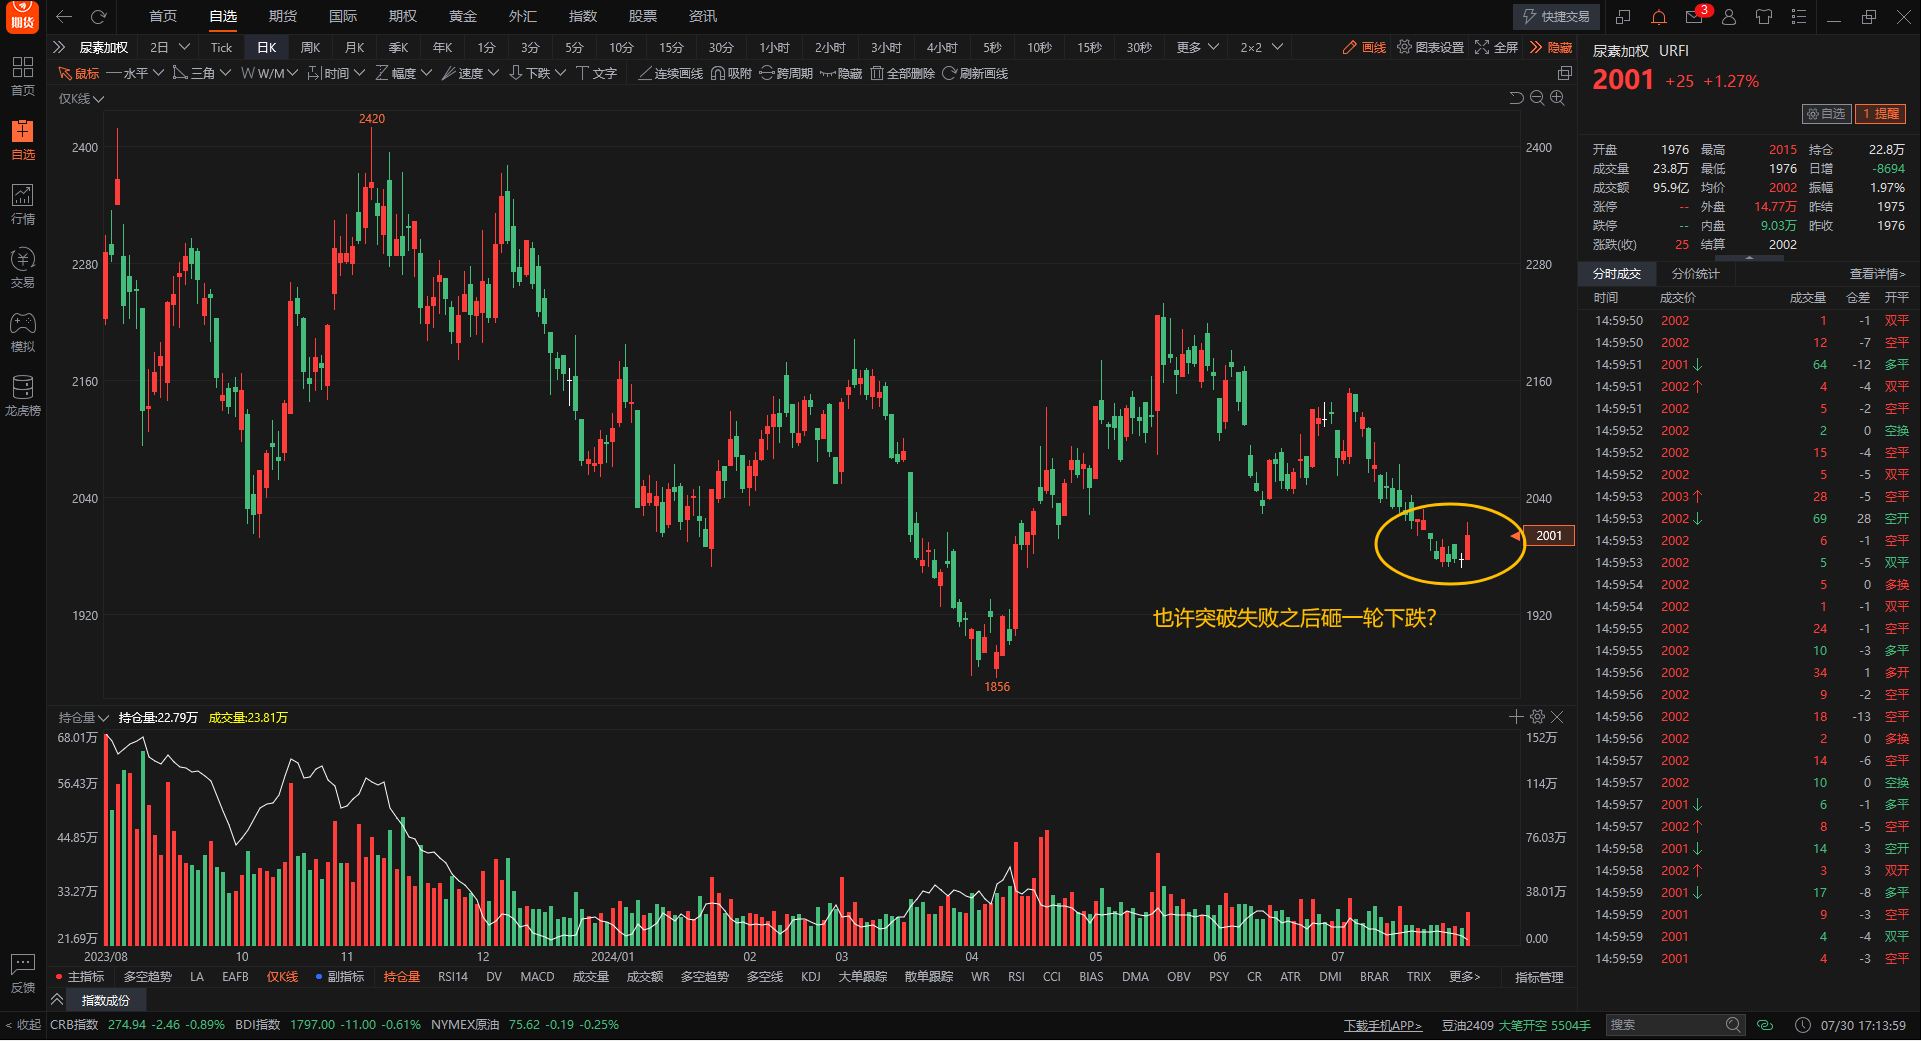 期货
首页 自选 期货 国际 期权 黄金 外汇 指数 股票 资讯
快捷交易 3
尿素加权 2日 Tick 日K 周K 月K 季K 年K 1分 3分 5分 10分 15分 30分 1小时 2小时 3小时 4小时 5秒 10秒 15秒 30秒 更多 2×2 画线 图表设置 全屏 隐藏
鼠标 水平 三角 W/M 时间 幅度 速度 下跌 文字 连续画线 吸附 跨周期 隐藏 全部删除 刷新画线
仅K线
首页
自选
行情
交易
模拟
龙虎榜
反馈
< 收起
2420
2400 2400
2280 2280
2160 2160
2040 2040
2001
1920 1920
也许突破失败之后砸一轮下跌?
1856
持仓量 持仓量:22.79万 成交量:23.81万
68.01万 152万
56.43万 114万
44.85万 76.03万
33.27万 38.01万
21.69万 0.00
2023/08 10 11 12 2024/01 02 03 04 05 06 07
主指标 多空趋势 LA EAFB 仅K线 副指标 持仓量 RSI14 DV MACD 成交量 成交额 多空趋势 多空线 KDJ 大单跟踪 散单跟踪 WR RSI CCI BIAS DMA OBV PSY CR ATR DMI BRAR TRIX 更多> 指标管理
指数成份
尿素加权 URFI
2001 +25 +1.27%
自选 1 提醒
开盘 1976 最高 2015 持仓 22.8万
成交量 23.8万 最低 1976 日增 -8694
成交额 95.9亿 均价 2002 振幅 1.97%
涨停 -- 外盘 14.77万 昨结 1975
跌停 -- 内盘 9.03万 昨收 1976
涨跌(收) 25 结算 2002
分时成交 分价统计 查看详情>
时间 成交价 成交量 仓差 开平
14:59:50 2002 1 -1 双平
14:59:50 2002 12 -7 空平
14:59:51 2001↓ 64 -12 多平
14:59:51 2002↑ 4 -4 双平
14:59:51 2002 5 -2 空平
14:59:52 2002 2 0 空换
14:59:52 2002 15 -4 空平
14:59:52 2002 5 -5 双平
14:59:53 2003↑ 28 -5 空平
14:59:53 2002↓ 69 28 空开
14:59:53 2002 6 -1 空平
14:59:53 2002 5 -5 双平
14:59:54 2002 5 0 多换
14:59:54 2002 1 -1 双平
14:59:55 2002 24 -1 空平
14:59:55 2002 10 -3 多平
14:59:56 2002 34 1 多开
14:59:56 2002 9 -2 空平
14:59:56 2002 18 -13 空平
14:59:56 2002 2 0 多换
14:59:57 2002 14 -6 空平
14:59:57 2002 10 0 空换
14:59:57 2001↓ 6 -1 多平
14:59:57 2002↑ 8 -5 空平
14:59:58 2001↓ 14 3 空开
14:59:58 2002↑ 3 3 双开
14:59:59 2001↓ 17 -8 多平
14:59:59 2001 9 -3 空平
14:59:59 2001 4 -4 双平
14:59:59 2001 4 -3 空平
CRB指数 274.94 -2.46 -0.89% BDI指数 1797.00 -11.00 -0.61% NYMEX原油 75.62 -0.19 -0.25% 下载手机APP> 豆油2409 大笔开空 5504手 搜索 07/30 17:13:59